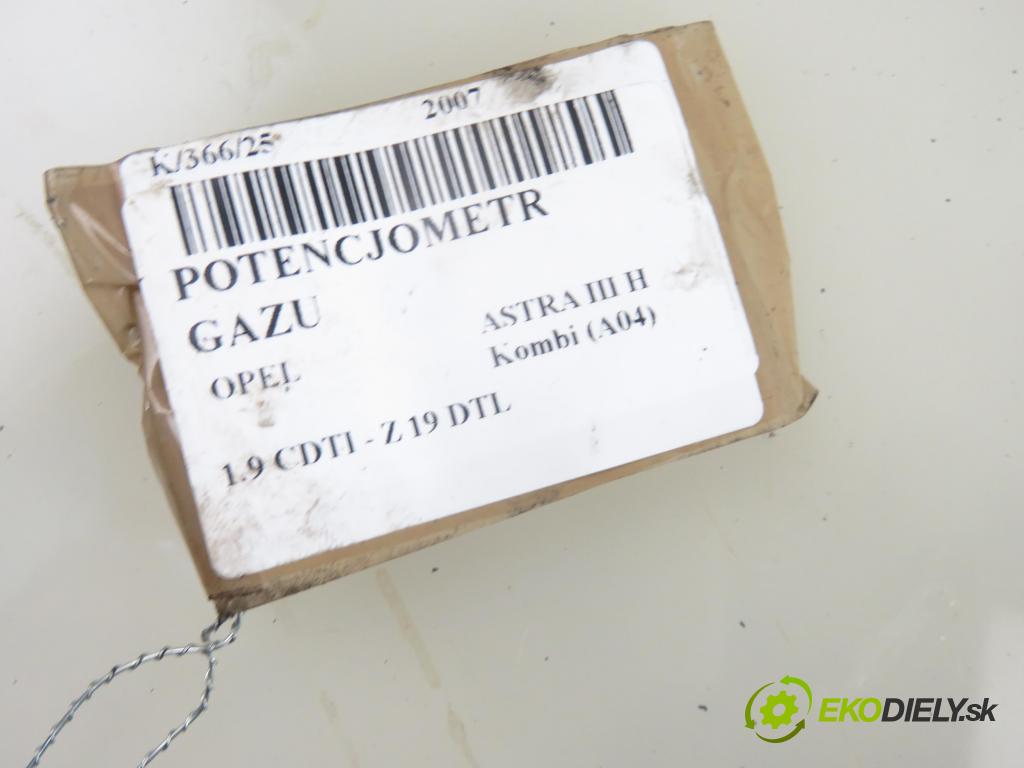 K/366/25 2007
POTENCJOMETR
GAZU
OPEL ASTRA III H
Kombi (A04)
1.9 CDTI - Z 19 DTL
EKODIELY.sk